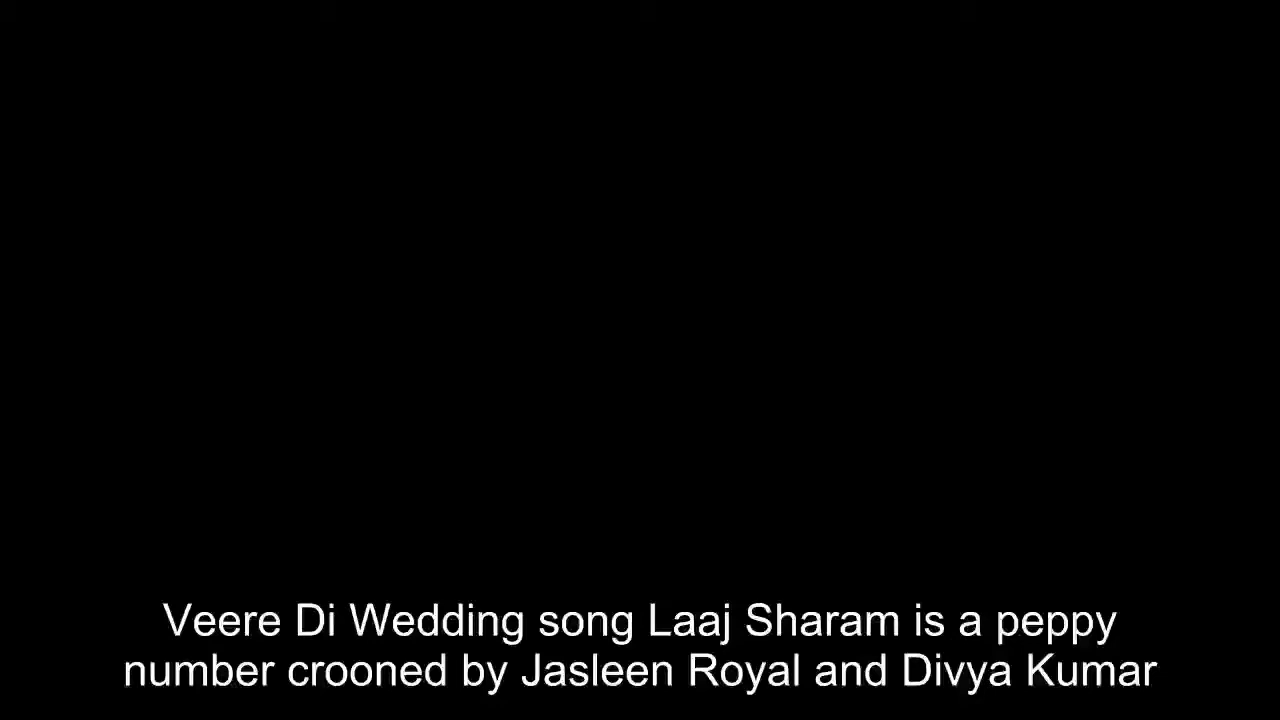 Veere Di Wedding song Laaj Sharam is a peppy
number crooned by Jasleen Royal and Divya Kumar